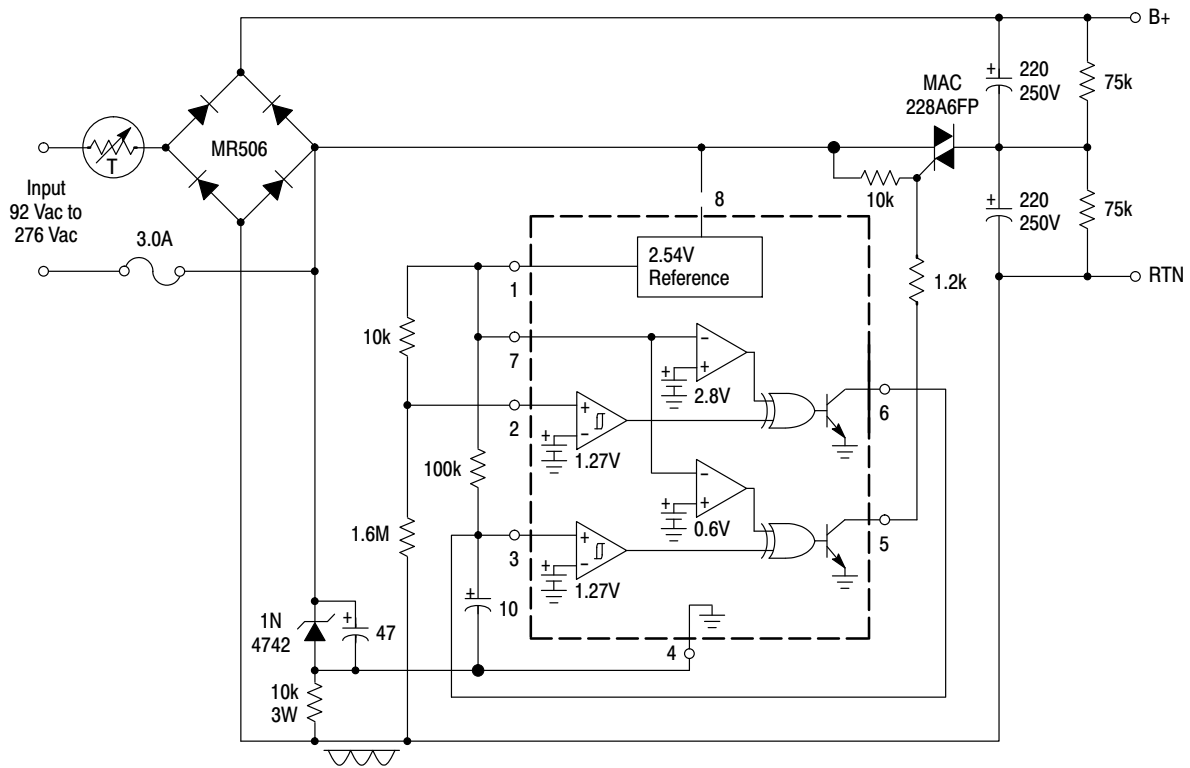 B+
MAC
228A6FP
+
220
250V
75k
T
MR506
Input
92 Vac to
276 Vac
3.0A
10k
8
+
220
250V
75k
2.54V
Reference
1
1.2k
RTN
10k
7
-
+
+
2.8V
6
2
+
-
+
1.27V
100k
-
+
+
0.6V
1.6M
3
+
-
+
1.27V
5
+
10
1N
4742
+
47
4
10k
3W